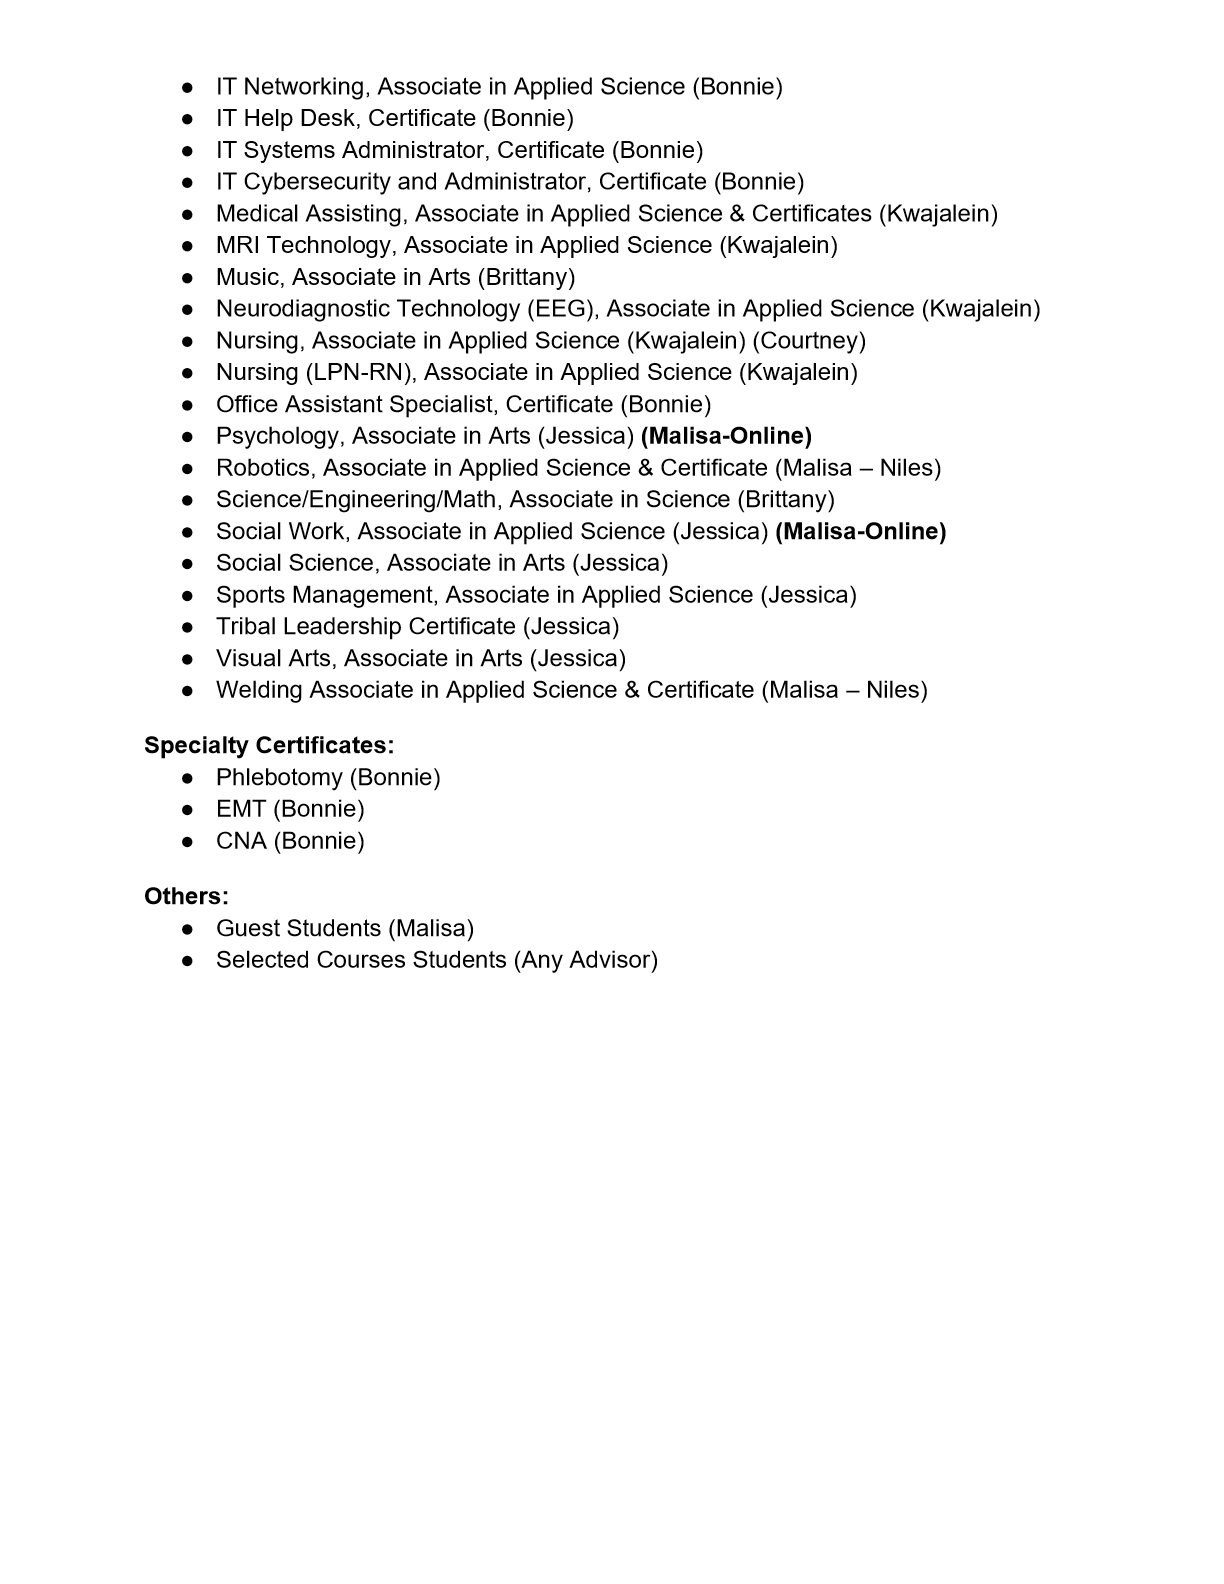 ● IT Networking, Associate in Applied Science (Bonnie)
● IT Help Desk, Certificate (Bonnie)
● IT Systems Administrator, Certificate (Bonnie)
● IT Cybersecurity and Administrator, Certificate (Bonnie)
● Medical Assisting, Associate in Applied Science & Certificates (Kwajalein)
● MRI Technology, Associate in Applied Science (Kwajalein)
● Music, Associate in Arts (Brittany)
● Neurodiagnostic Technology (EEG), Associate in Applied Science (Kwajalein)
● Nursing, Associate in Applied Science (Kwajalein) (Courtney)
● Nursing (LPN-RN), Associate in Applied Science (Kwajalein)
● Office Assistant Specialist, Certificate (Bonnie)
● Psychology, Associate in Arts (Jessica) (Malisa-Online)
● Robotics, Associate in Applied Science & Certificate (Malisa – Niles)
● Science/Engineering/Math, Associate in Science (Brittany)
● Social Work, Associate in Applied Science (Jessica) (Malisa-Online)
● Social Science, Associate in Arts (Jessica)
● Sports Management, Associate in Applied Science (Jessica)
● Tribal Leadership Certificate (Jessica)
● Visual Arts, Associate in Arts (Jessica)
● Welding Associate in Applied Science & Certificate (Malisa – Niles)
Specialty Certificates:
● Phlebotomy (Bonnie)
● EMT (Bonnie)
● CNA (Bonnie)
Others:
● Guest Students (Malisa)
● Selected Courses Students (Any Advisor)